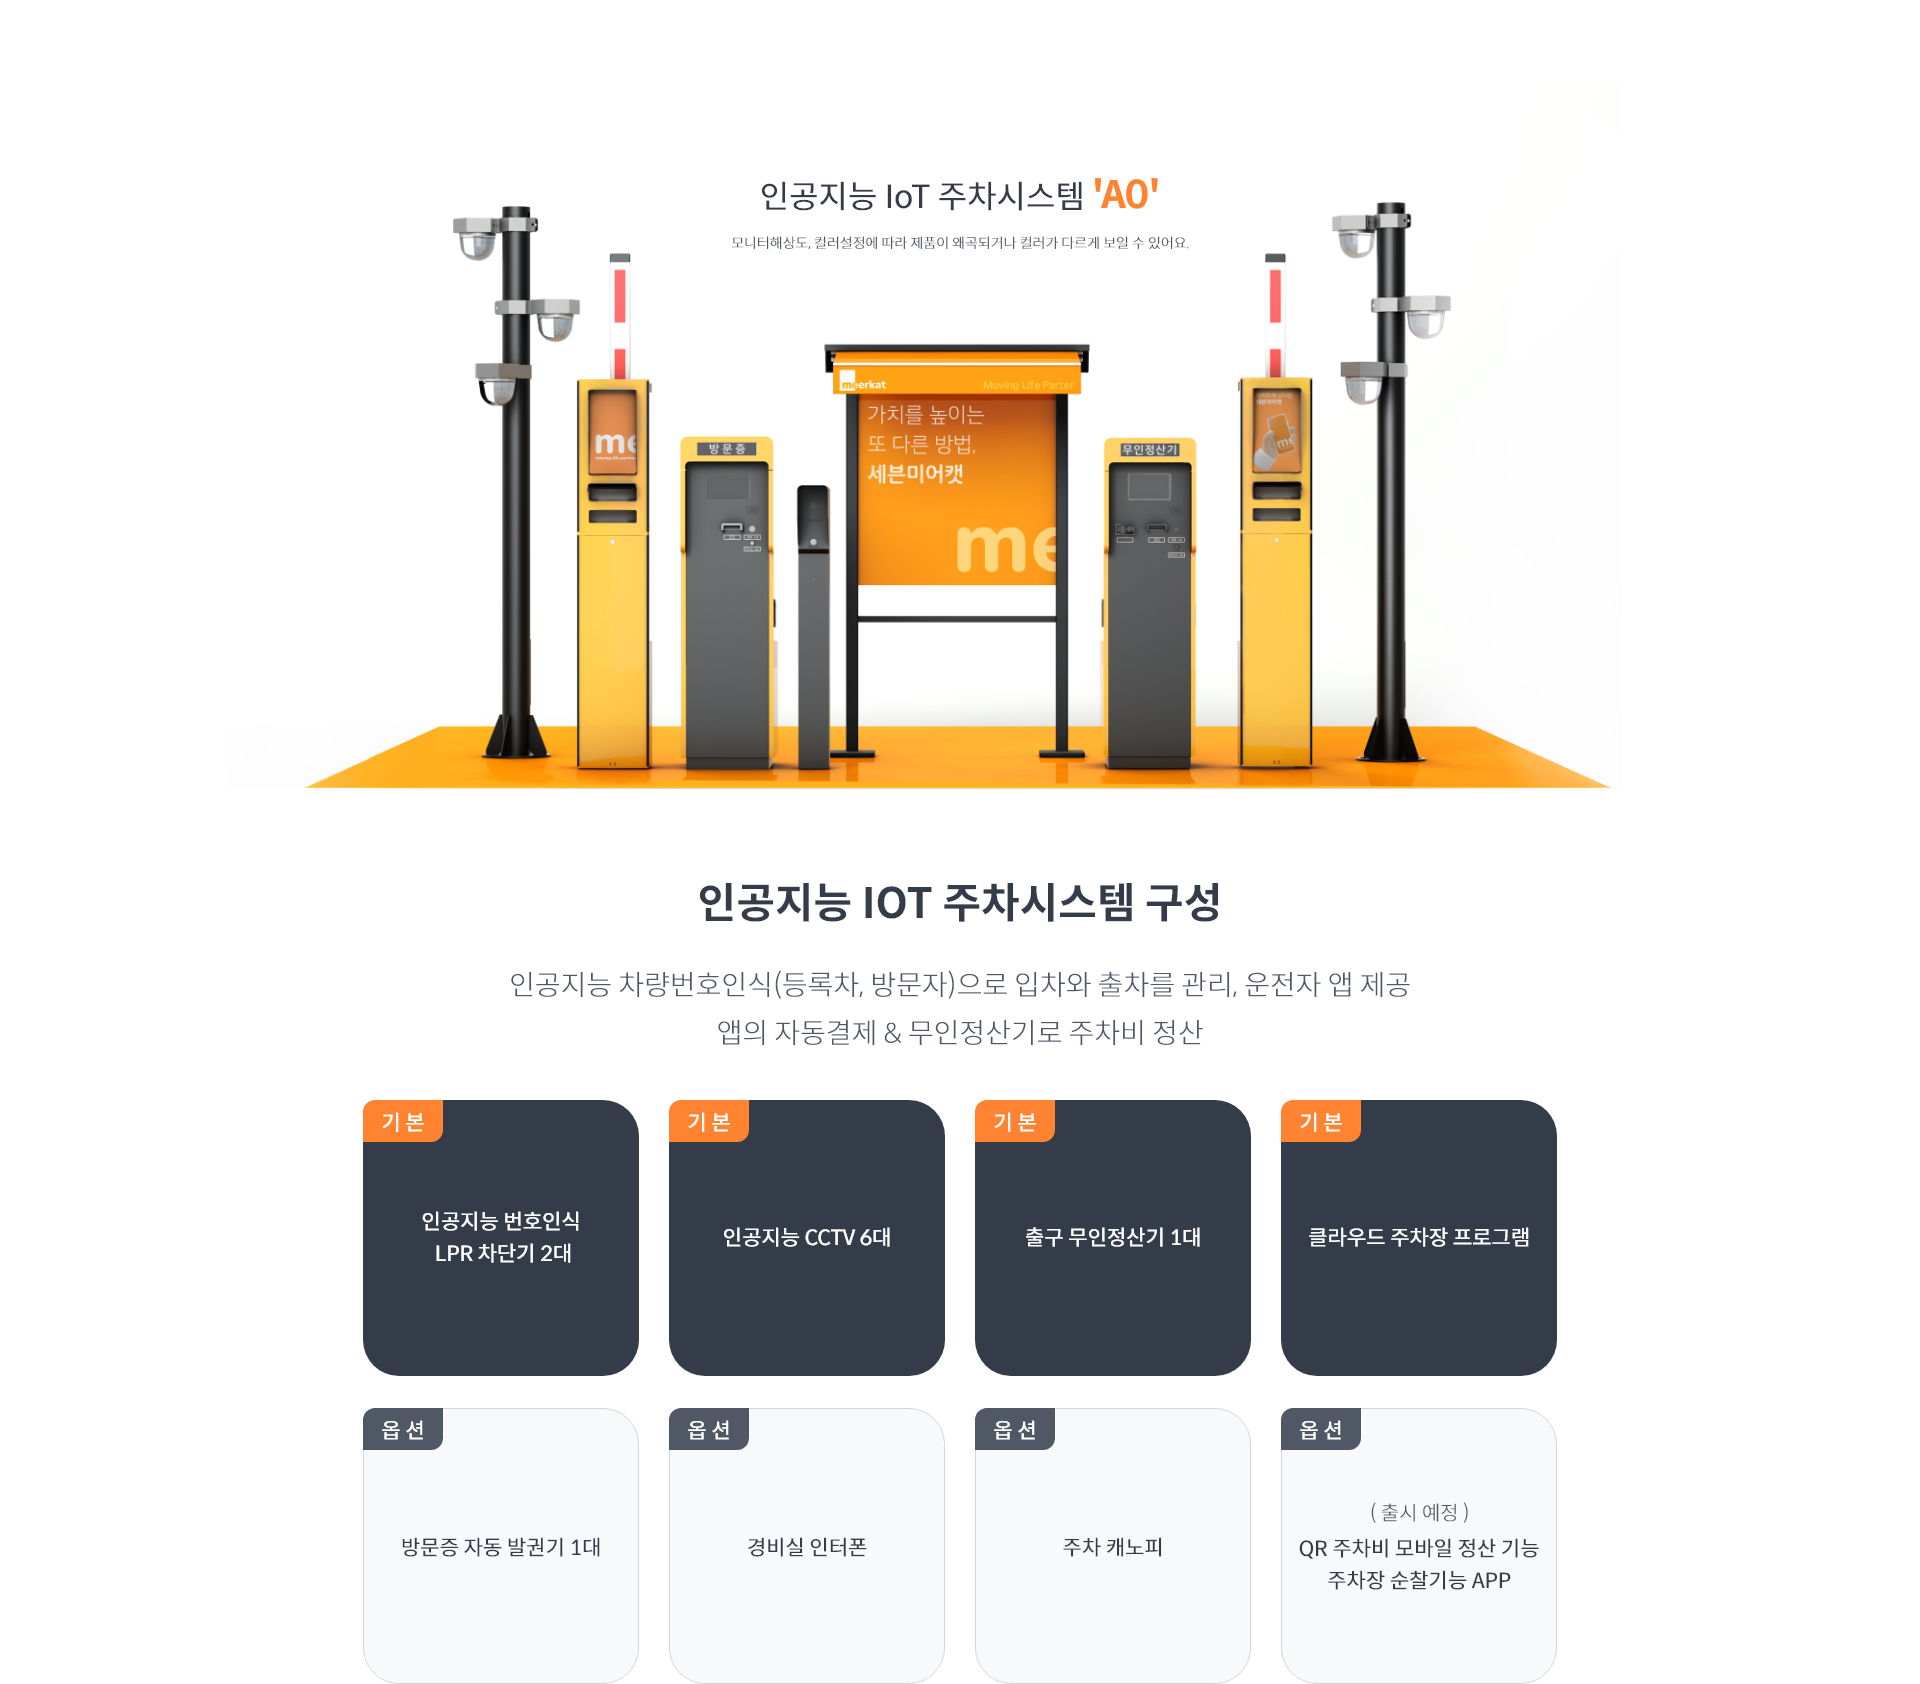 인공지능 IoT 주차시스템 'A0'
모니터해상도, 컬러설정에 따라 제품이 왜곡되거나 컬러가 다르게 보일 수 있어요.
meerkat
Moving Life Parter
가치를 높이는
또 다른 방법,
세븐미어캣
me
me
방문증
무인정산기
me
인공지능 IOT 주차시스템 구성
인공지능 차량번호인식(등록차, 방문자)으로 입차와 출차를 관리, 운전자 앱 제공
앱의 자동결제 & 무인정산기로 주차비 정산
기본
인공지능 번호인식
LPR 차단기 2대
기본
인공지능 CCTV 6대
기본
출구 무인정산기 1대
기본
클라우드 주차장 프로그램
옵션
방문증 자동 발권기 1대
옵션
경비실 인터폰
옵션
주차 캐노피
옵션
( 출시 예정 )
QR 주차비 모바일 정산 기능
주차장 순찰기능 APP